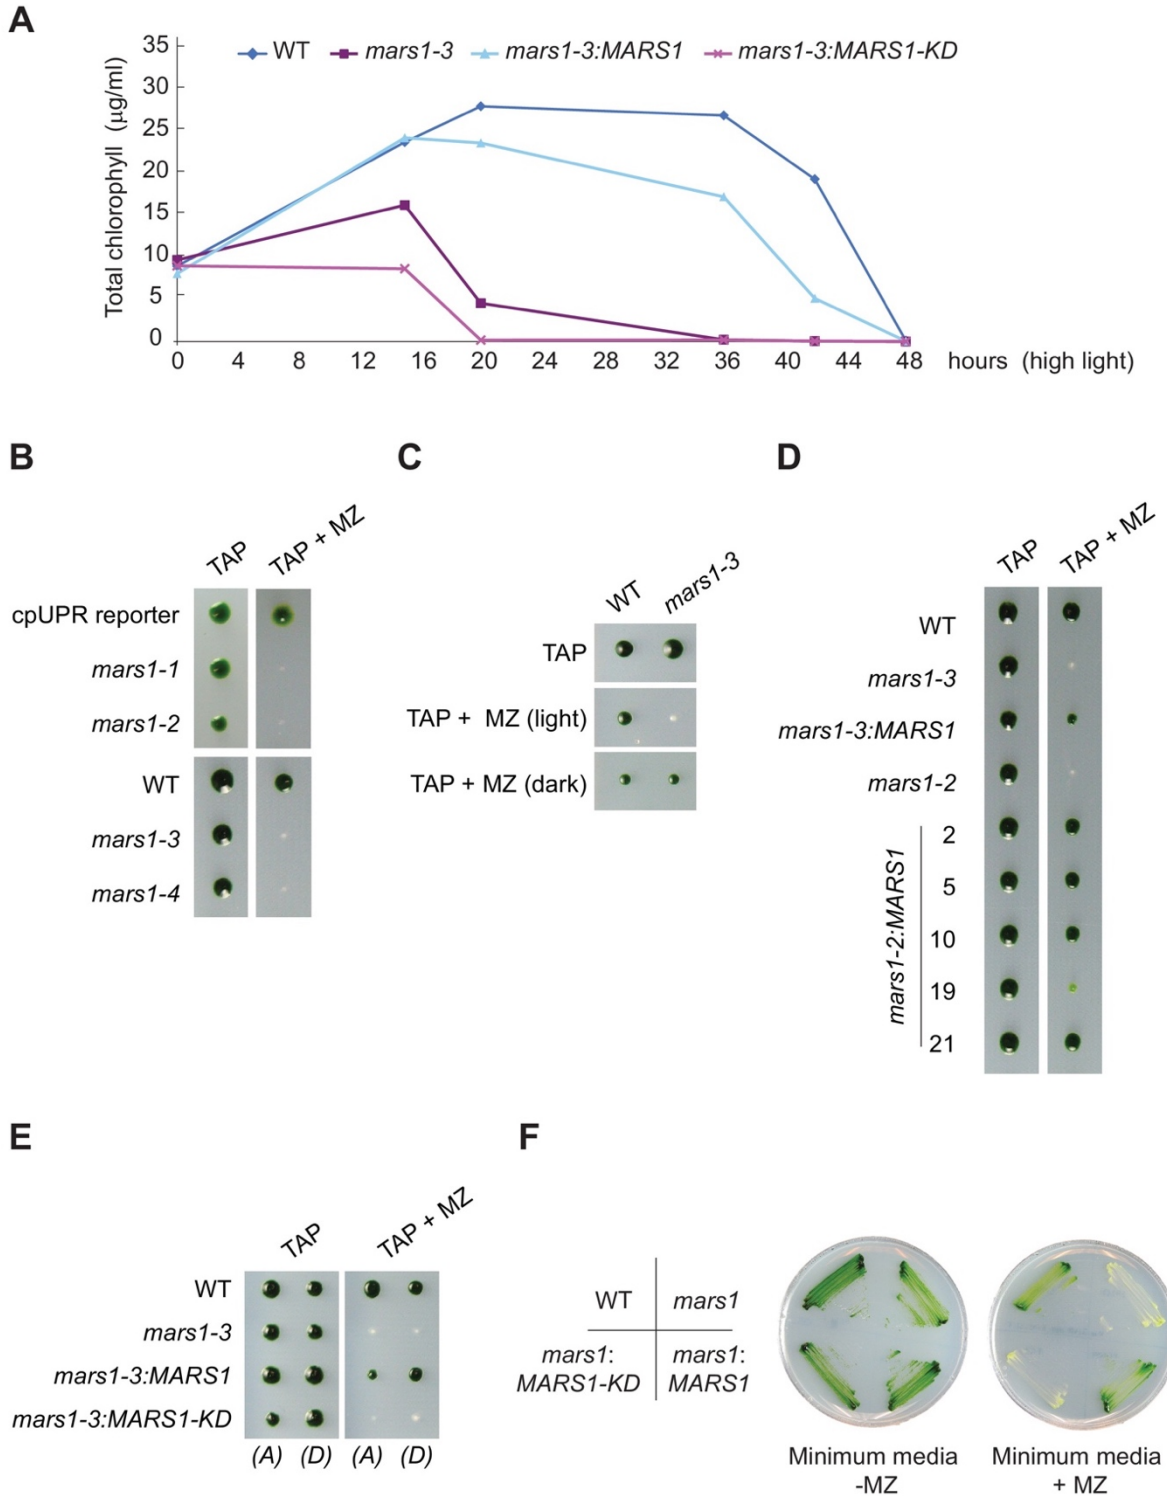 A
35
30
25
20
15
10
5
0
Total chlorophyll (µg/ml)
WT
mars1-3
mars1-3:MARS1
mars1-3:MARS1-KD
0 4 8 12 16 20 24 28 32 36 40 44 48 hours (high light)
B
TAP
TAP + MZ
cpUPR reporter
mars1-1
mars1-2
WT
mars1-3
mars1-4
C
WT
mars1-3
TAP
TAP + MZ (light)
TAP + MZ (dark)
D
TAP
TAP + MZ
WT
mars1-3
mars1-3:MARS1
mars1-2
mars1-2:MARS1
2
5
10
19
21
E
TAP
TAP + MZ
WT
mars1-3
mars1-3:MARS1
mars1-3:MARS1-KD
(A) (D) (A) (D)
F
WT mars1
mars1: mars1:
MARS1-KD MARS1
Minimum media
-MZ
Minimum media
+ MZ